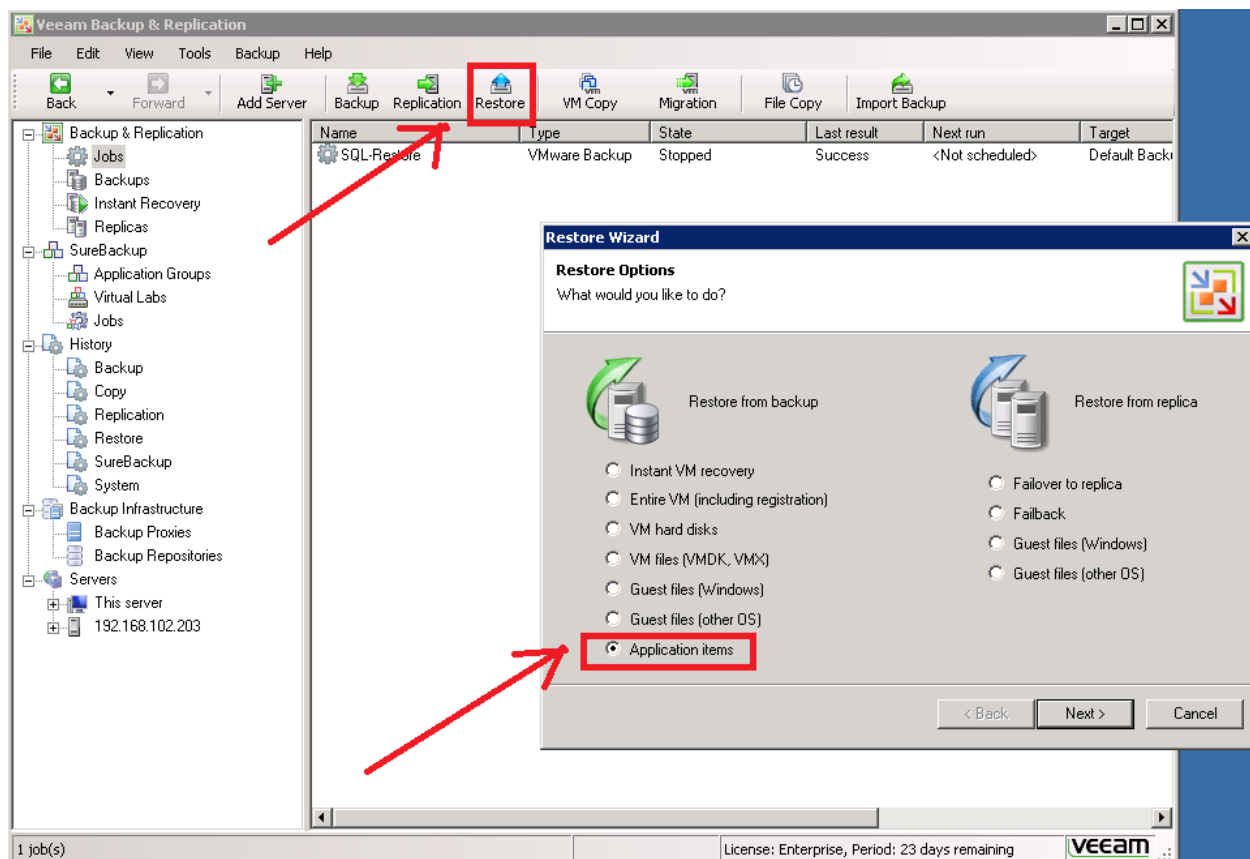 Veeam Backup & Replication
File Edit View Tools Backup Help
Back Forward Add Server Backup Replication Restore VM Copy Migration File Copy Import Backup
Backup & Replication
Jobs
Backups
Instant Recovery
Replicas
SureBackup
Application Groups
Virtual Labs
Jobs
History
Backup
Copy
Replication
Restore
SureBackup
System
Backup Infrastructure
Backup Proxies
Backup Repositories
Servers
This server
192.168.102.203
Name Type State Last result Next run Target
SQL-Restore VMware Backup Stopped Success <Not scheduled> Default Back
Restore Wizard
Restore Options
What would you like to do?
Restore from backup
Instant VM recovery
Entire VM (including registration)
VM hard disks
VM files (VMDK, VMX)
Guest files (Windows)
Guest files (other OS)
Application items
Restore from replica
Failover to replica
Failback
Guest files (Windows)
Guest files (other OS)
< Back Next > Cancel
1 job(s) License: Enterprise, Period: 23 days remaining veeam